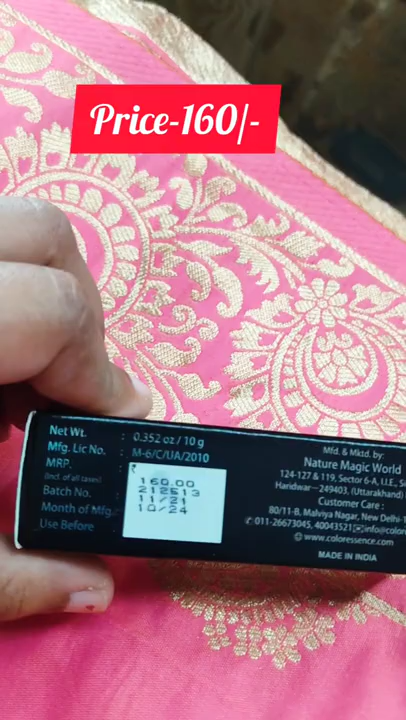 Price-160/-
Net Wt. : 0.352 oz / 10 g
Mfg. Lic No. : M-6/C/UA/2010
MRP. : ₹ 160.00
(incl. of all taxes)
Batch No. : 212513
Month of Mfg.: 11/21
Use Before 10/24
Mfd. & Mktd. by:
Nature Magic World
124-127 & 119, Sector 6-A, I.I.E, Sid
Haridwar—249403, (Uttarakhand)
Customer Care :
80/11-B, Malviya Nagar, New Delhi-1
011-26673045, 40043521 info@color
www.coloressence.com
MADE IN INDIA